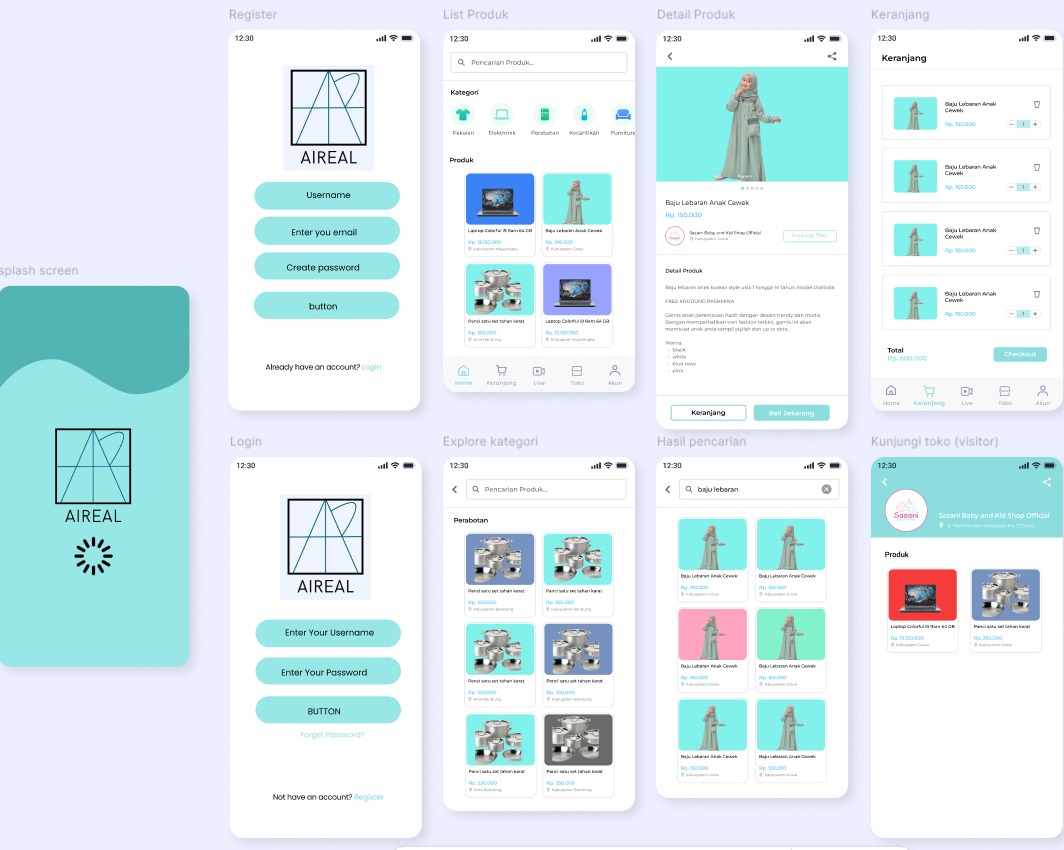 Register
12:30
AIREAL
Username
Enter you email
Create password
button
Already have an account? Login
List Produk
12:30
Pencarian Produk...
Kategori
Pakaian
Elektronik
Perabotan
Kecantikan
Furnitur
Produk
Laptop Colorful i9 Ram 64 GB
Rp. 12.150.000
Kabupaten Majalengka
Baju Lebaran Anak Cewek
Rp. 150.000
Kabupaten Gowa
Panci satu set tahan karat
Rp. 350.000
Kota Bandung
Laptop Colorful i9 Ram 64 GB
Rp. 12.150.000
Kabupaten Majalengka
Home
Keranjang
Live
Toko
Akun
Detail Produk
12:30
Baju Lebaran Anak Cewek
Rp. 150.000
Sazani Baby and Kid Shop Official
Kabupaten Gowa
Kunjungi Toko
Detail Produk
Baju lebaran anak korean style usia 1 hingga 14 tahun model chalinda
FREE KRUDUNG PASHMINA
Gamis anak perempuan hadir dengan desain trendy dan modis.
Dengan memperhatikan tren fashion terkini, gamis ini akan
membuat anak anda tampil stylish dan up to date.
Warna:
- black
- white
- blue navy
- pink
Keranjang
Beli Sekarang
Keranjang
12:30
Keranjang
Baju Lebaran Anak
Cewek
Rp. 150.000
1
Baju Lebaran Anak
Cewek
Rp. 150.000
1
Baju Lebaran Anak
Cewek
Rp. 150.000
1
Baju Lebaran Anak
Cewek
Rp. 150.000
1
Total
Rp. 600.000
Checkout
Home
Keranjang
Live
Toko
Akun
splash screen
AIREAL
Login
12:30
AIREAL
Enter Your Username
Enter Your Password
BUTTON
Forget Password?
Not have an account? Register
Explore kategori
12:30
Pencarian Produk...
Perabotan
Panci satu set tahan karat
Rp. 360.000
Kabupaten Bandung
Panci satu set tahan karat
Rp. 360.000
Kabupaten Bandung
Panci satu set tahan karat
Rp. 350.000
Kota Bandung
Panci satu set tahan karat
Rp. 350.000
Kabupaten Bandung
Panci satu set tahan karat
Rp. 350.000
Kota Bandung
Panci satu set tahan karat
Rp. 350.000
Kabupaten Bandung
Hasil pencarian
12:30
baju lebaran
Baju Lebaran Anak Cewek
Rp. 150.000
Kabupaten Gowa
Baju Lebaran Anak Cewek
Rp. 150.000
Kabupaten Gowa
Baju Lebaran Anak Cewek
Rp. 150.000
Kabupaten Gowa
Baju Lebaran Anak Cewek
Rp. 150.000
Kabupaten Gowa
Baju Lebaran Anak Cewek
Rp. 150.000
Kabupaten Gowa
Baju Lebaran Anak Cewek
Rp. 150.000
Kabupaten Gowa
Kunjungi toko (visitor)
12:30
Sazani
Sazani Baby and Kid Shop Official
Produk
Laptop Colorful i9 Ram 64 GB
Rp. 12.150.000
Kabupaten Gowa
Panci satu set tahan karat
Rp. 350.000
Kabupaten Gowa